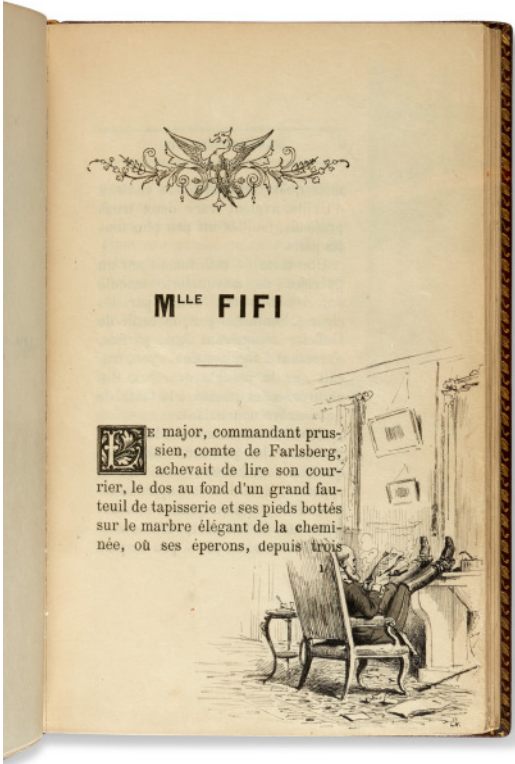 MLLE FIFI
LE major, commandant prus-
sien, comte de Farlsberg,
achevait de lire son cour-
rier, le dos au fond d'un grand fau-
teuil de tapisserie et ses pieds bottés
sur le marbre élégant de la chemi-
née, où ses éperons, depuis trois
1